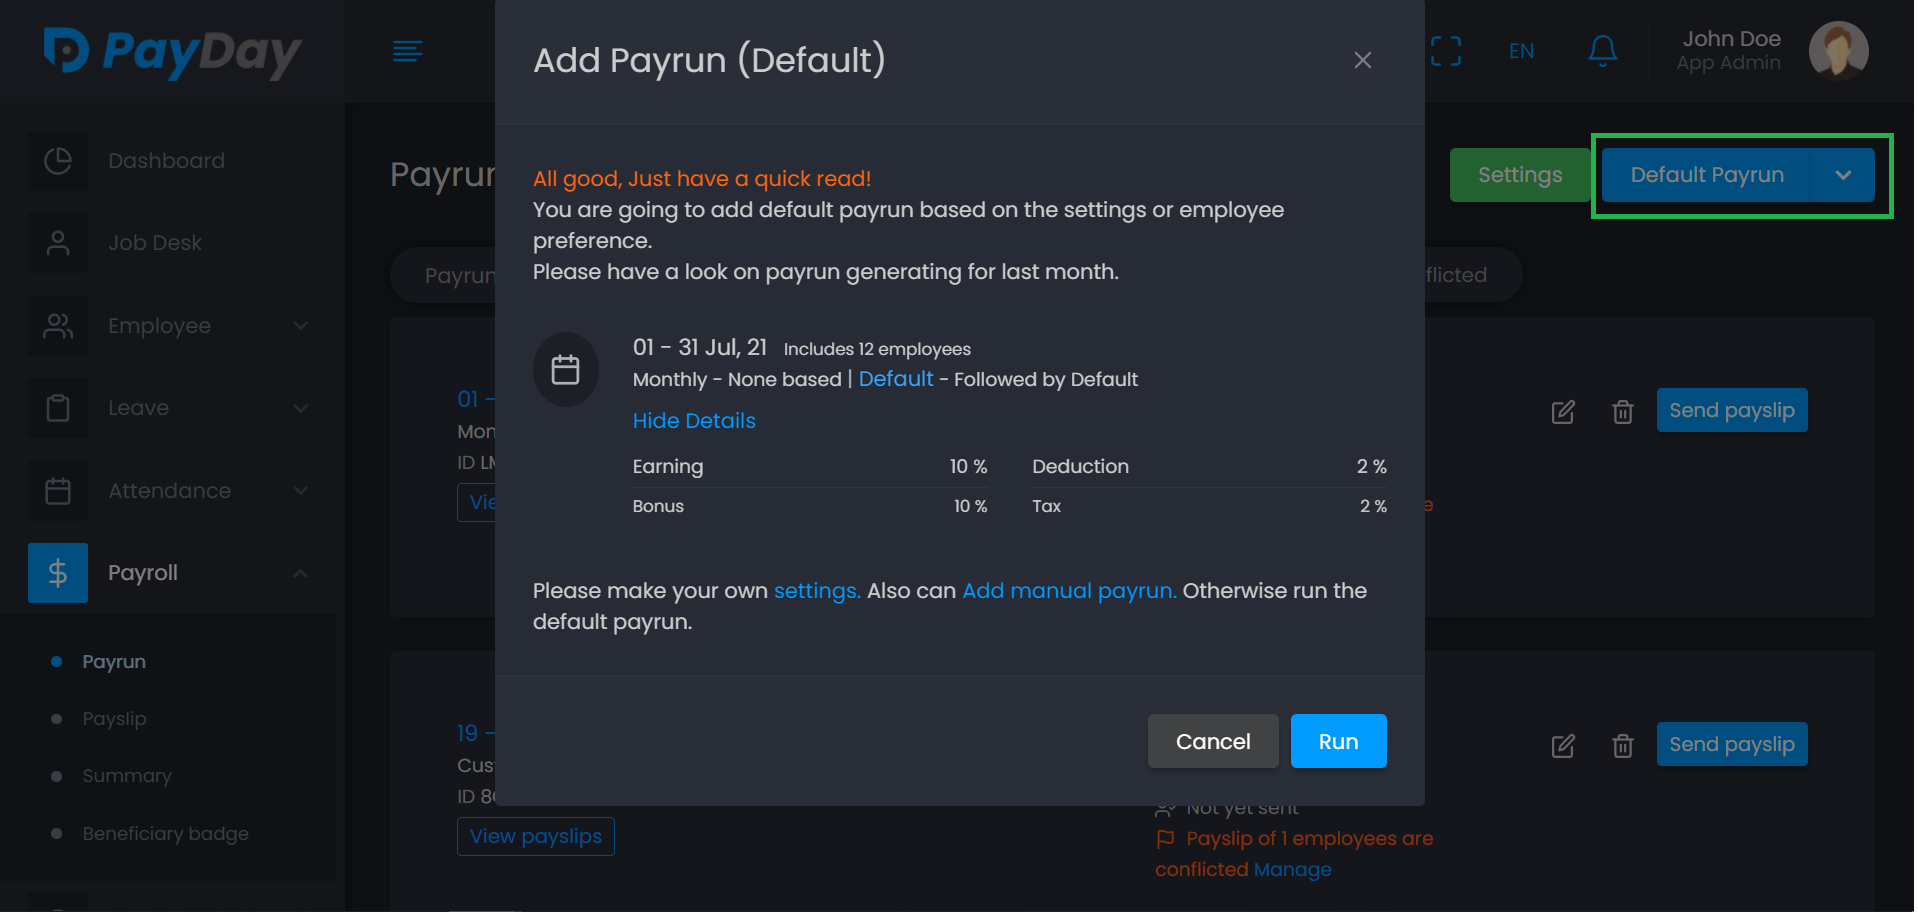 PayDay
EN
John Doe
App Admin
Dashboard
Job Desk
Employee
Leave
Attendance
Payroll
Payrun
Payslip
Summary
Beneficiary badge
Payrun
Settings
Default Payrun
Payrun
flicted
01 -
Mon
ID LM
Vie
Send payslip
e
19 -
Cus
ID 8
View payslips
Send payslip
Not yet sent
Payslip of 1 employees are
conflicted Manage
Add Payrun (Default)
All good, Just have a quick read!
You are going to add default payrun based on the settings or employee
preference.
Please have a look on payrun generating for last month.
01 - 31 Jul, 21 Includes 12 employees
Monthly - None based | Default - Followed by Default
Hide Details
Earning 10 % Deduction 2 %
Bonus 10 % Tax 2 %
Please make your own settings. Also can Add manual payrun. Otherwise run the
default payrun.
Cancel
Run